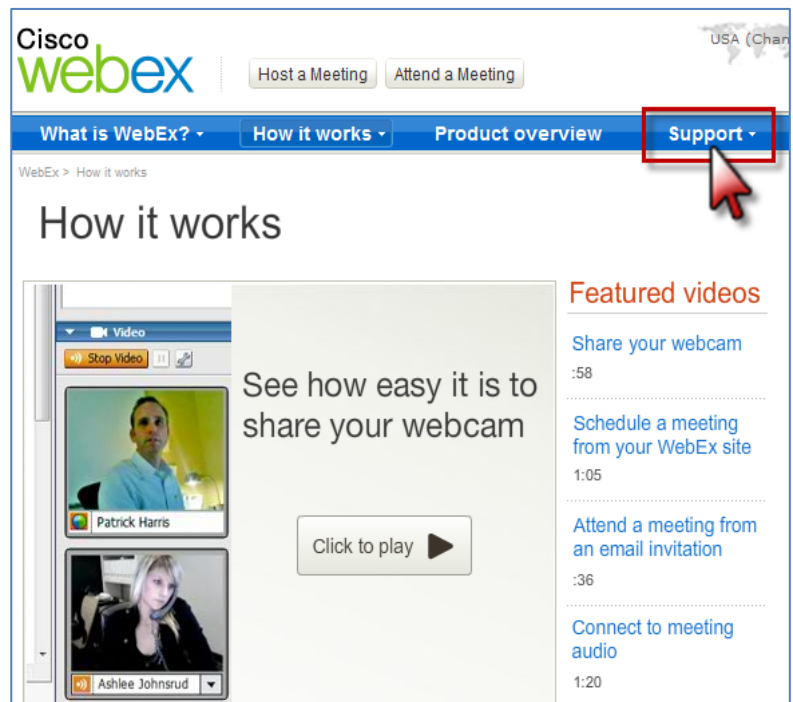 Cisco
webex
Host a Meeting
Attend a Meeting
USA (Chan
What is WebEx?
How it works
Product overview
Support
WebEx > How it works
How it works
Video
Stop Video
Patrick Harris
Ashlee Johnsrud
See how easy it is to
share your webcam
Click to play
Featured videos
Share your webcam
:58
Schedule a meeting
from your WebEx site
1:05
Attend a meeting from
an email invitation
:36
Connect to meeting
audio
1:20